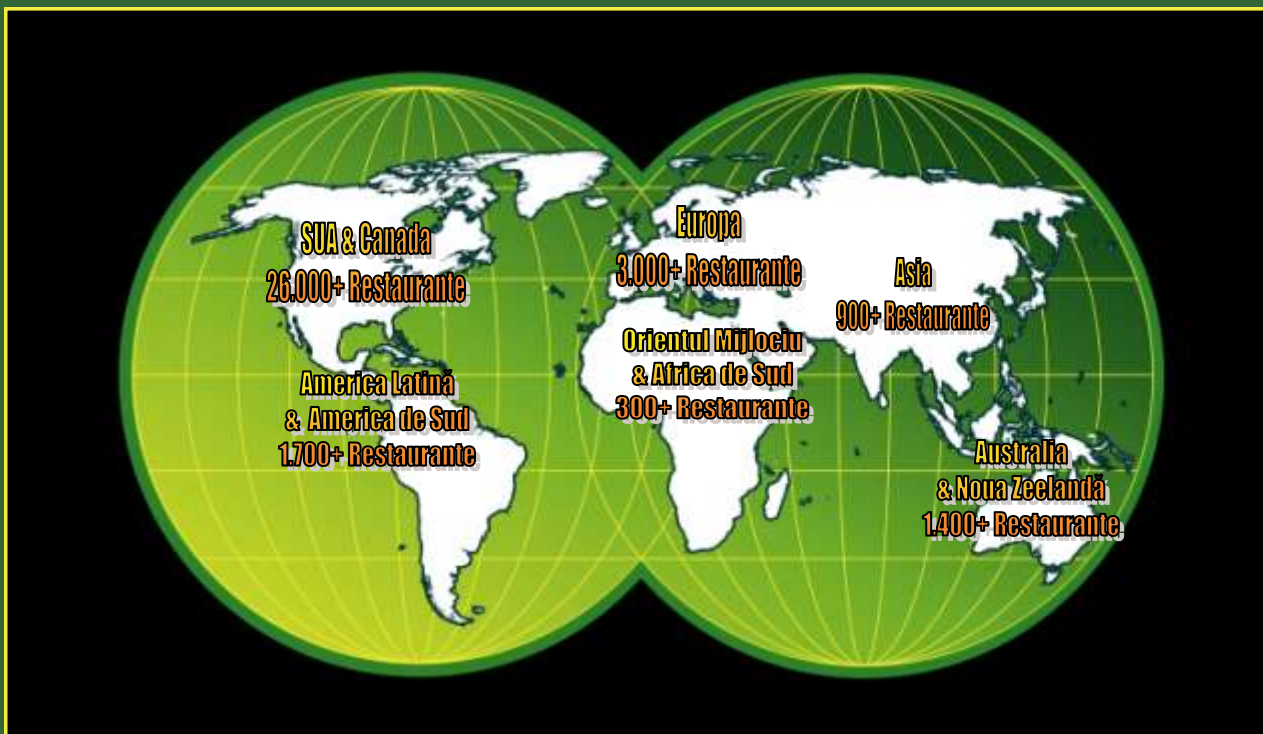 SUA & Canada
26.000+ Restaurante
Europa
3.000+ Restaurante
Asia
900+ Restaurante
Orientul Mijlociu
& Africa de Sud
300+ Restaurante
America Latină
& America de Sud
1.700+ Restaurante
Australia
& Noua Zeelandă
1.400+ Restaurante